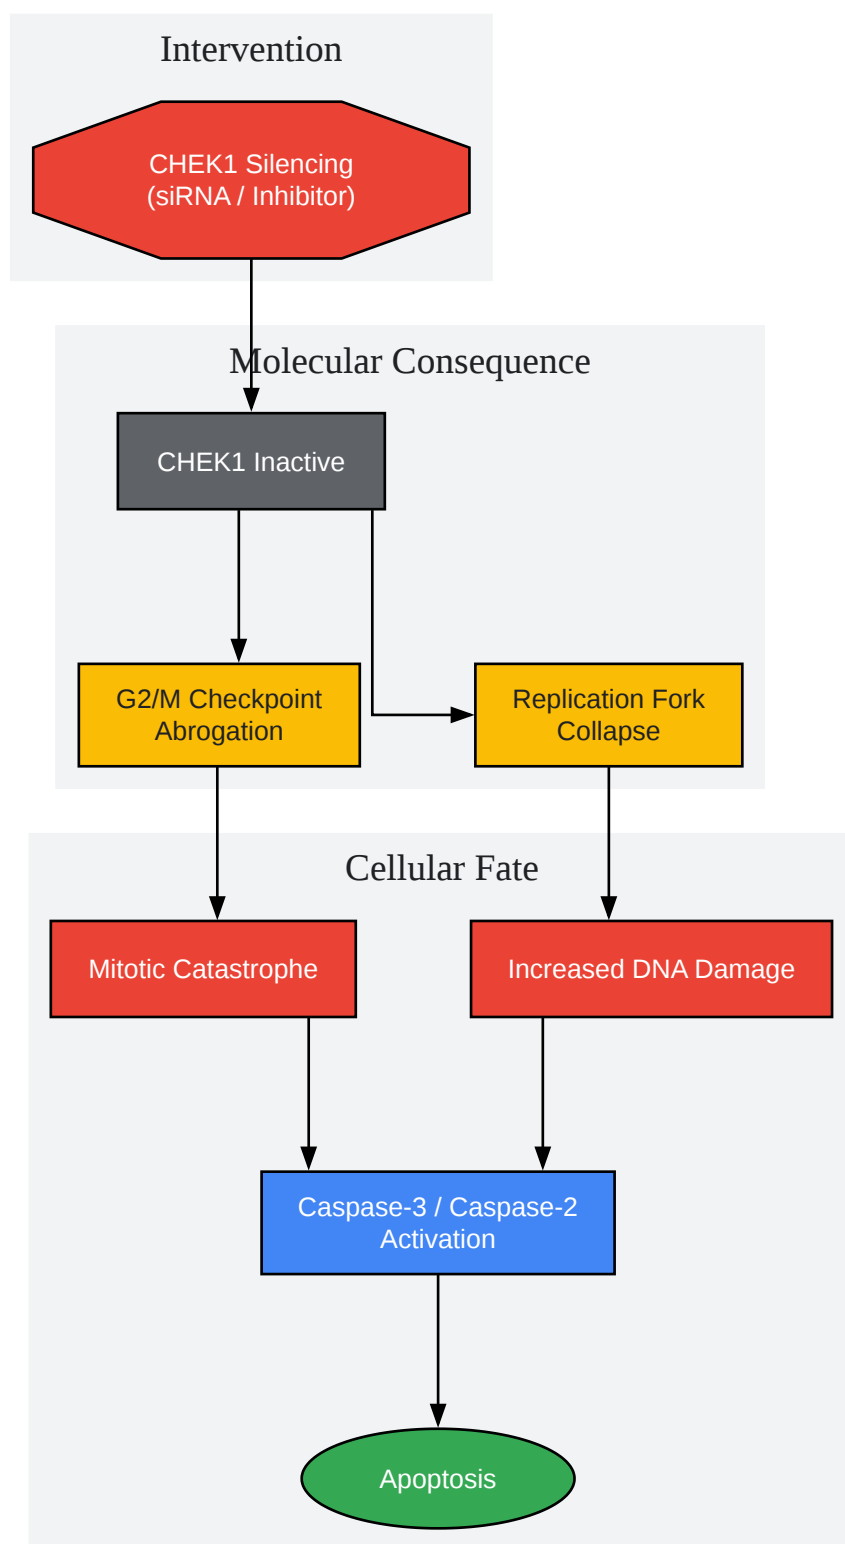 Intervention
CHEK1 Silencing
(siRNA / Inhibitor)
Molecular Consequence
CHEK1 Inactive
G2/M Checkpoint
Abrogation
Replication Fork
Collapse
Cellular Fate
Mitotic Catastrophe
Increased DNA Damage
Caspase-3 / Caspase-2
Activation
Apoptosis